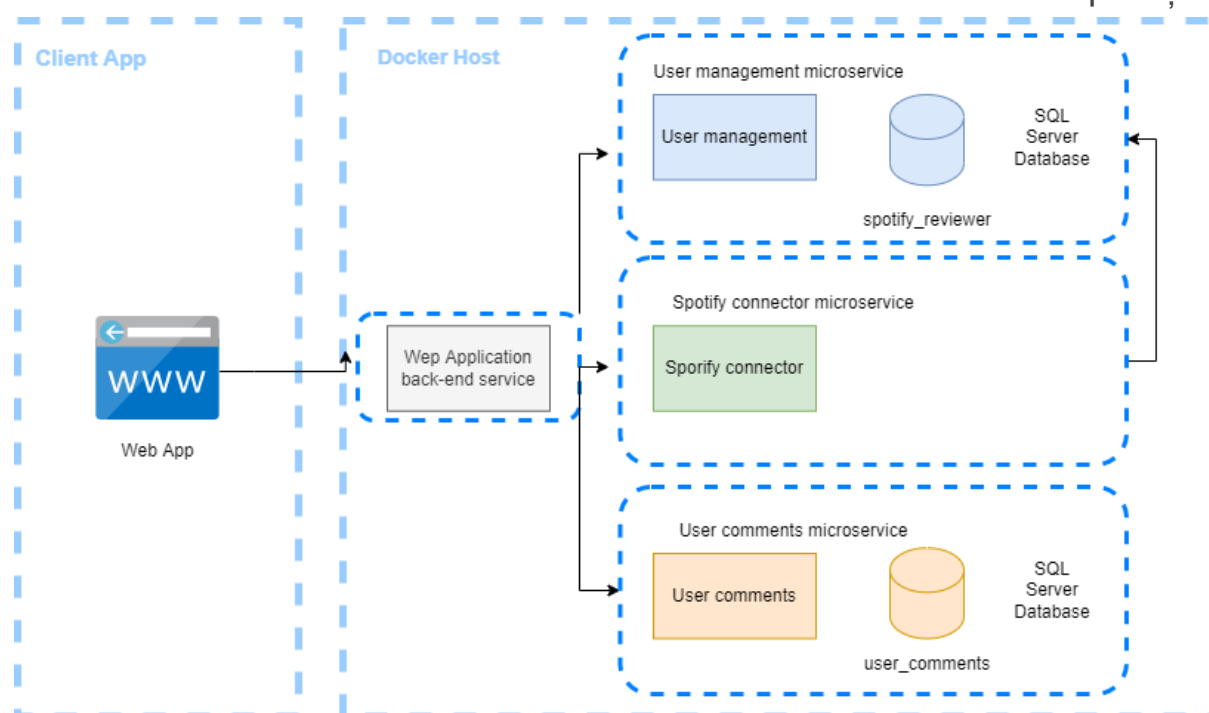 Client App
Docker Host
User management microservice
User management
SQL
Server
Database
spotify_reviewer
Spotify connector microservice
Sporify connector
Wep Application
back-end service
WWW
Web App
User comments microservice
User comments
SQL
Server
Database
user_comments